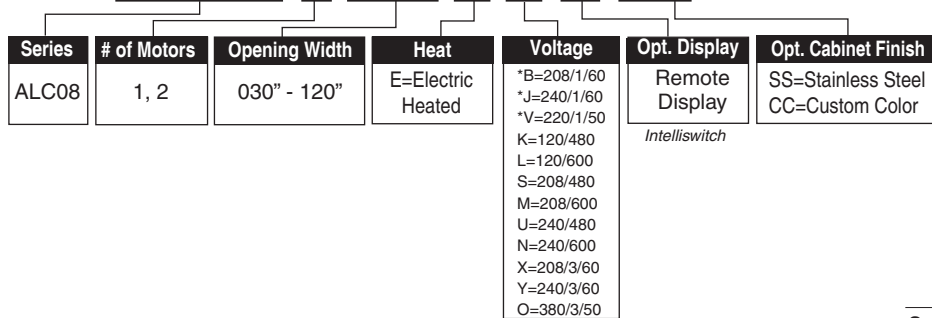 Series
ALC08
# of Motors
1, 2
Opening Width
030” - 120”
Heat
E=Electric
Heated
Voltage
*B=208/1/60
*J=240/1/60
*V=220/1/50
K=120/480
L=120/600
S=208/480
M=208/600
U=240/480
N=240/600
X=208/3/60
Y=240/3/60
O=380/3/50
Opt. Display
Remote
Display
Intelliswitch
Opt. Cabinet Finish
SS=Stainless Steel
CC=Custom Color